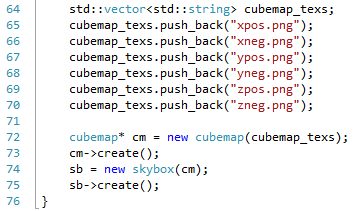 64 std::vector<std::string> cubemap_texs;
65 cubemap_texs.push_back("xpos.png");
66 cubemap_texs.push_back("xneg.png");
67 cubemap_texs.push_back("ypos.png");
68 cubemap_texs.push_back("yneg.png");
69 cubemap_texs.push_back("zpos.png");
70 cubemap_texs.push_back("zneg.png");
71
72 cubemap* cm = new cubemap(cubemap_texs);
73 cm->create();
74 sb = new skybox(cm);
75 sb->create();
76 }